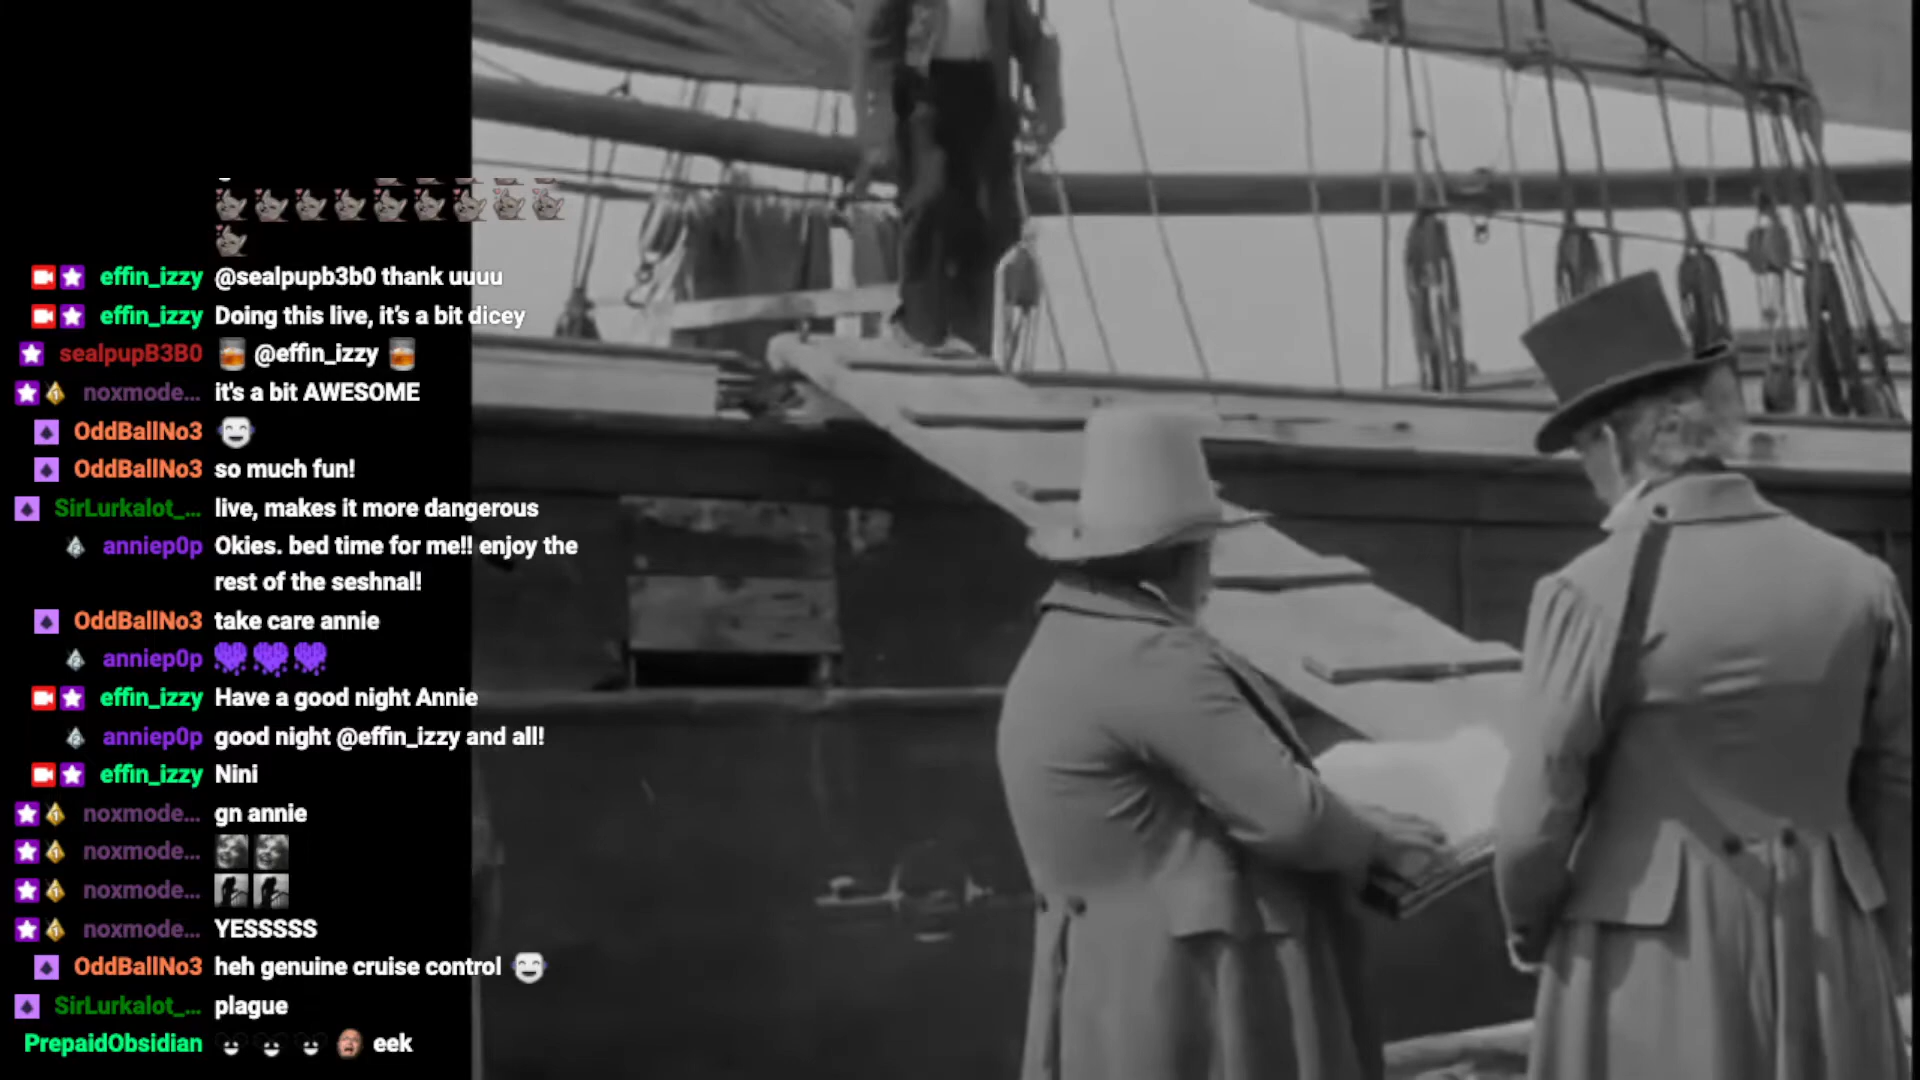 effin_izzy @sealpupb3b0 thank uuuu
effin_izzy Doing this live, it's a bit dicey
sealpupB3B0 @effin_izzy
noxmode... it's a bit AWESOME
OddBallNo3
OddBallNo3 so much fun!
SirLurkalot_... live, makes it more dangerous
anniep0p Okies. bed time for me!! enjoy the
rest of the seshnal!
OddBallNo3 take care annie
anniep0p
effin_izzy Have a good night Annie
anniep0p good night @effin_izzy and all!
effin_izzy Nini
noxmode... gn annie
noxmode...
noxmode...
noxmode... YESSSSS
OddBallNo3 heh genuine cruise control
SirLurkalot_... plague
PrepaidObsidian eek